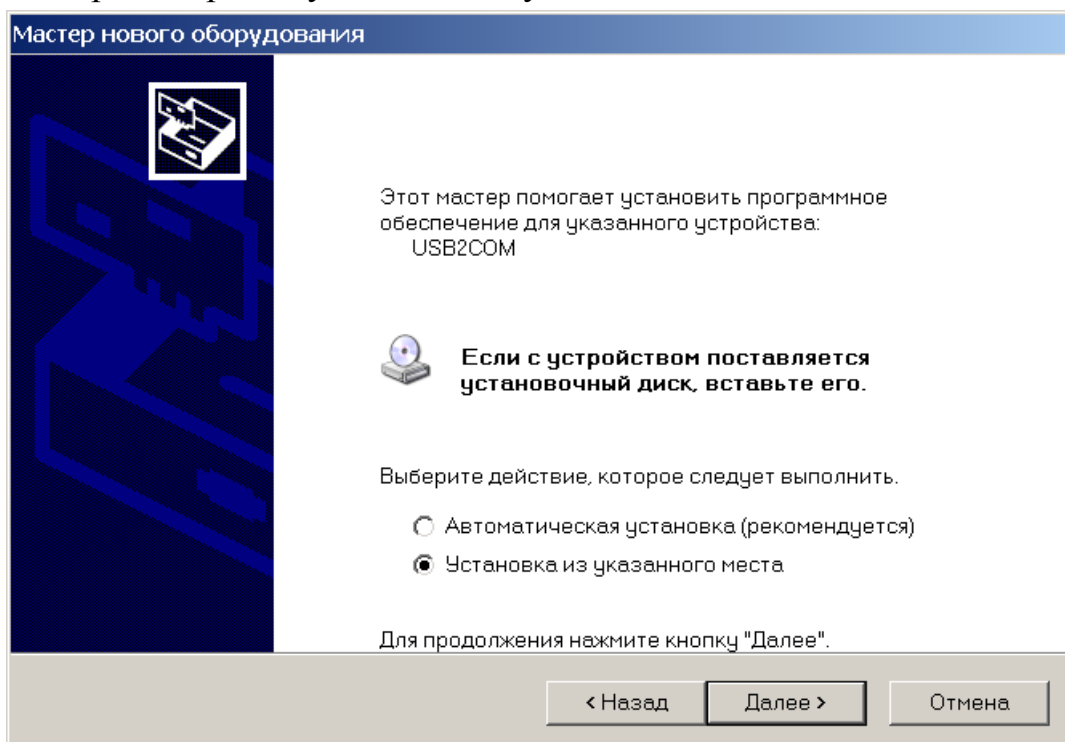 Мастер нового оборудования
Этот мастер помогает установить программное
обеспечение для указанного устройства:
USB2COM
Если с устройством поставляется
установочный диск, вставьте его.
Выберите действие, которое следует выполнить.
Автоматическая установка (рекомендуется)
Установка из указанного места
Для продолжения нажмите кнопку "Далее".
< Назад
Далее >
Отмена